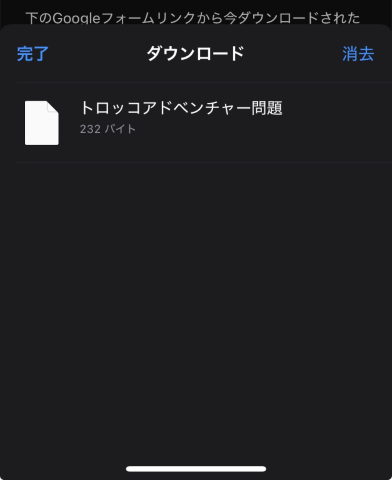 下のGoogleフォームリンクから今ダウンロードされた
完了 ダウンロード 消去
トロッコアドベンチャー問題
232 バイト